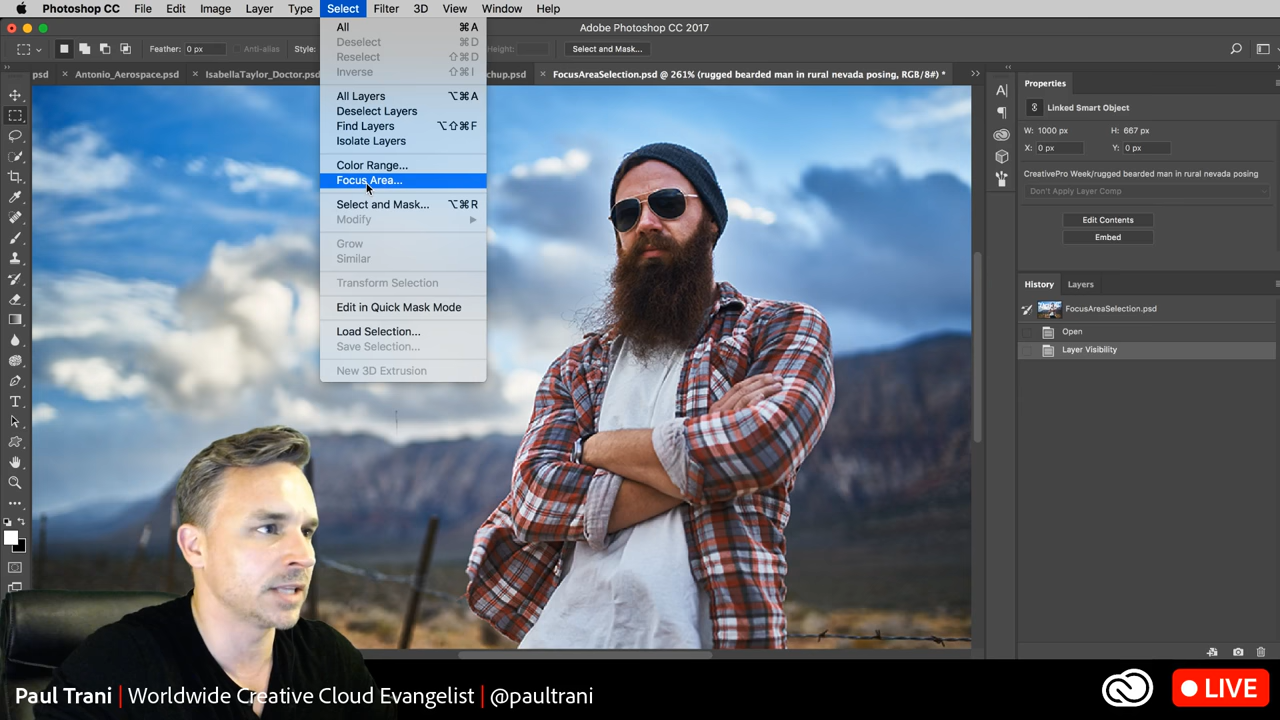 Photoshop CC File Edit Image Layer Type Select Filter 3D View Window Help
Adobe Photoshop CC 2017
Feather: 0 px Anti-alias Style: Height: Select and Mask...
psd × Antonio_Aerospace.psd × IsabellaTaylor_Doctor.psd chup.psd × FocusAreaSelection.psd @ 261% (rugged bearded man in rural nevada posing, RGB/8#) *
All ⌘A
Deselect ⌘D
Reselect ⇧⌘D
Inverse ⇧⌘I
All Layers ⌥⌘A
Deselect Layers
Find Layers ⌥⇧⌘F
Isolate Layers
Color Range...
Focus Area...
Select and Mask... ⌥⌘R
Modify
Grow
Similar
Transform Selection
Edit in Quick Mask Mode
Load Selection...
Save Selection...
New 3D Extrusion
Properties
Linked Smart Object
W: 1000 px H: 667 px
X: 0 px Y: 0 px
CreativePro Week/rugged bearded man in rural nevada posing
Don't Apply Layer Comp
Edit Contents
Embed
History Layers
FocusAreaSelection.psd
Open
Layer Visibility
Paul Trani | Worldwide Creative Cloud Evangelist | @paultrani
LIVE